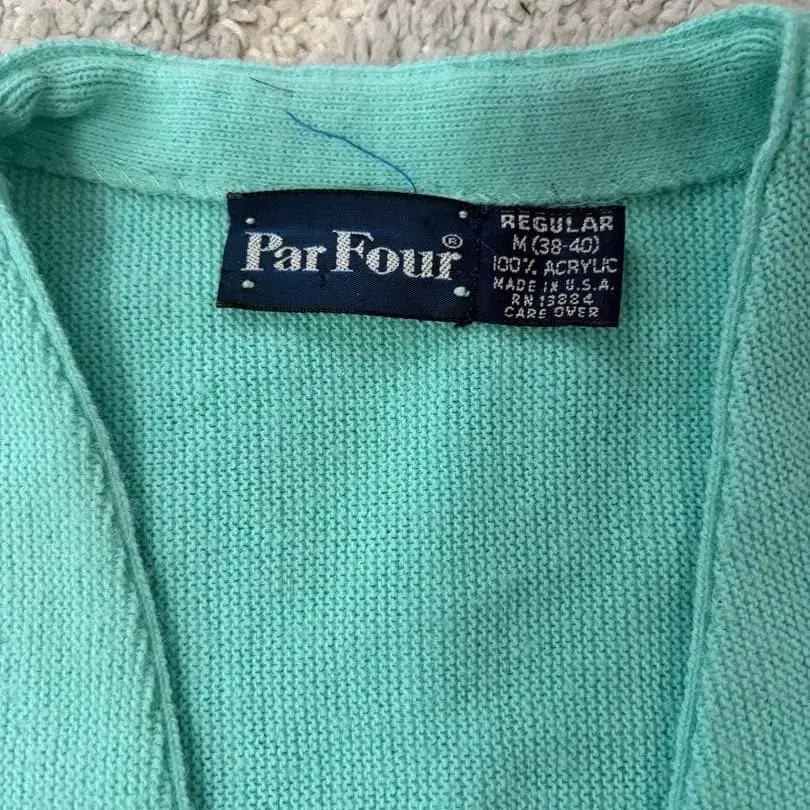 Par Four®
REGULAR
M (38-40)
100% ACRYLIC
MADE IN U.S.A.
RN 13884
CARE OVER